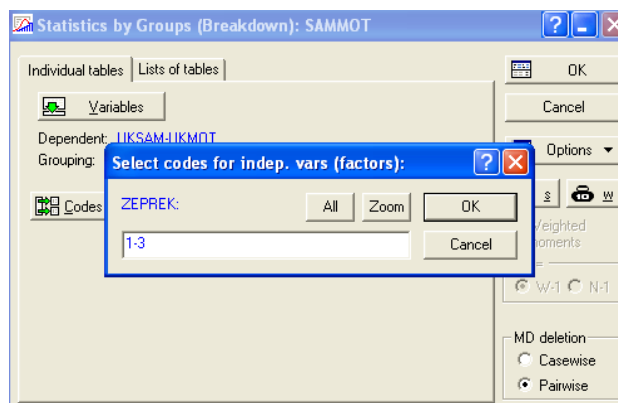 Statistics by Groups (Breakdown): SAMMOT
Individual tables
Lists of tables
Variables
Dependent: UKSAM-UKMOT
Grouping:
Codes
Select codes for indep. vars (factors):
ZEPREK:
All
Zoom
OK
1-3
Cancel
OK
Cancel
Options
s
w
W-1
N-1
MD deletion
Casewise
Pairwise